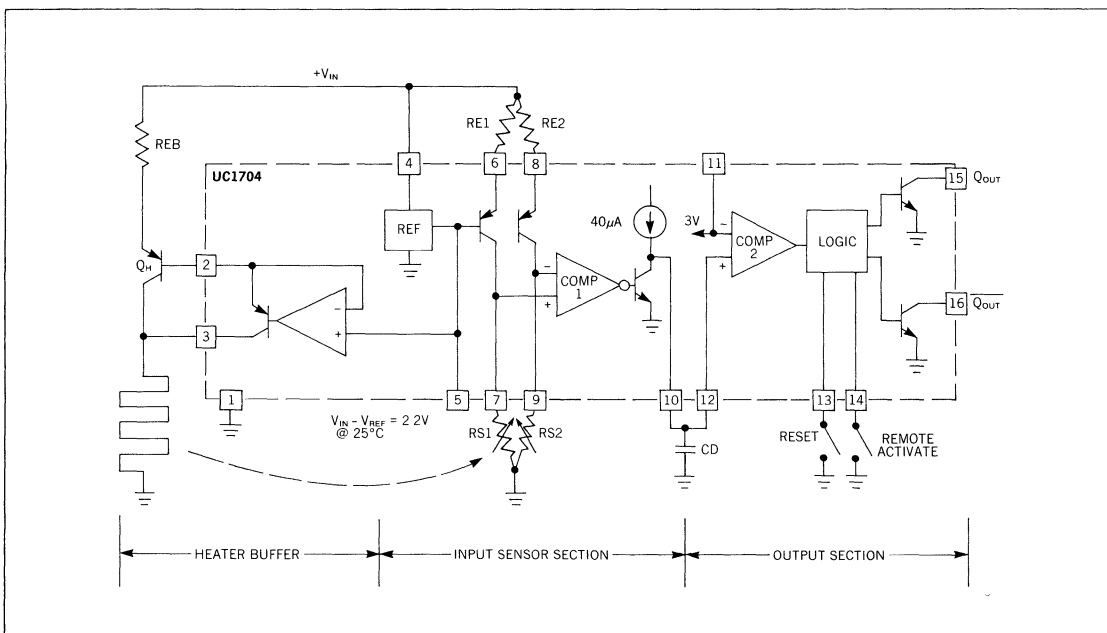 +VIN
REB
RE1
RE2
4
6
8
11
UC1704
15
QOUT
REF
40μA
3V
-
COMP
2
+
LOGIC
QH
2
-
+
-
COMP
1
+
16
QOUT
3
1
5
7
9
10
12
13
14
VIN - VREF = 2 2V
@ 25°C
RS1
RS2
CD
RESET
REMOTE
ACTIVATE
HEATER BUFFER
INPUT SENSOR SECTION
OUTPUT SECTION